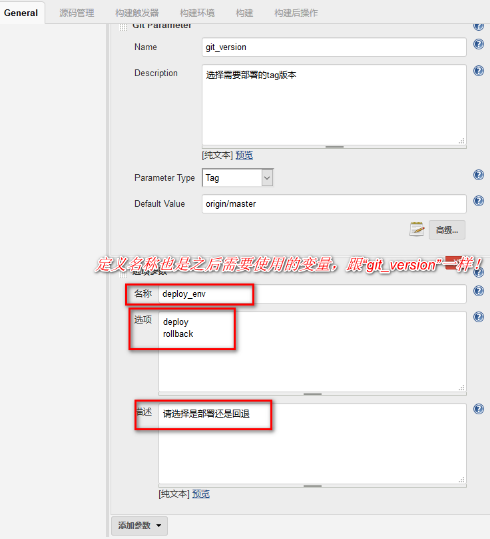 General 源码管理 构建触发器 构建环境 构建 构建后操作
Git Parameter
Name git_version
Description 选择需要部署的tag版本
[纯文本] 预览
Parameter Type Tag
Default Value origin/master
高级...
定义名称也是之后需要使用的变量，跟“git_version”一样！
选项参数
名称 deploy_env
选项 deploy
rollback
描述 请选择是部署还是回退
[纯文本] 预览
添加参数